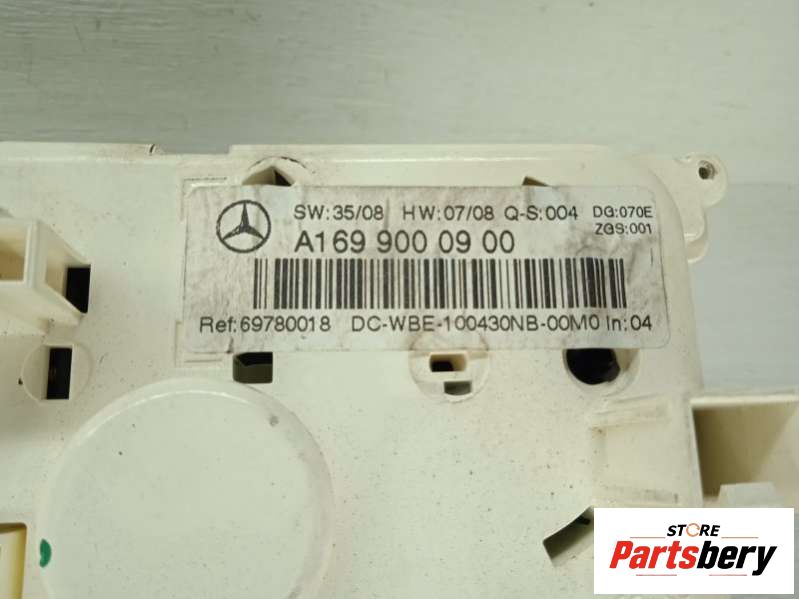 SW:35/08 HW:07/08 Q-S:004 DG:070E
ZGS:001
A169 900 09 00
Ref:69780018 DC-WBE-100430NB-00M0 In:04
STORE
Partsbery